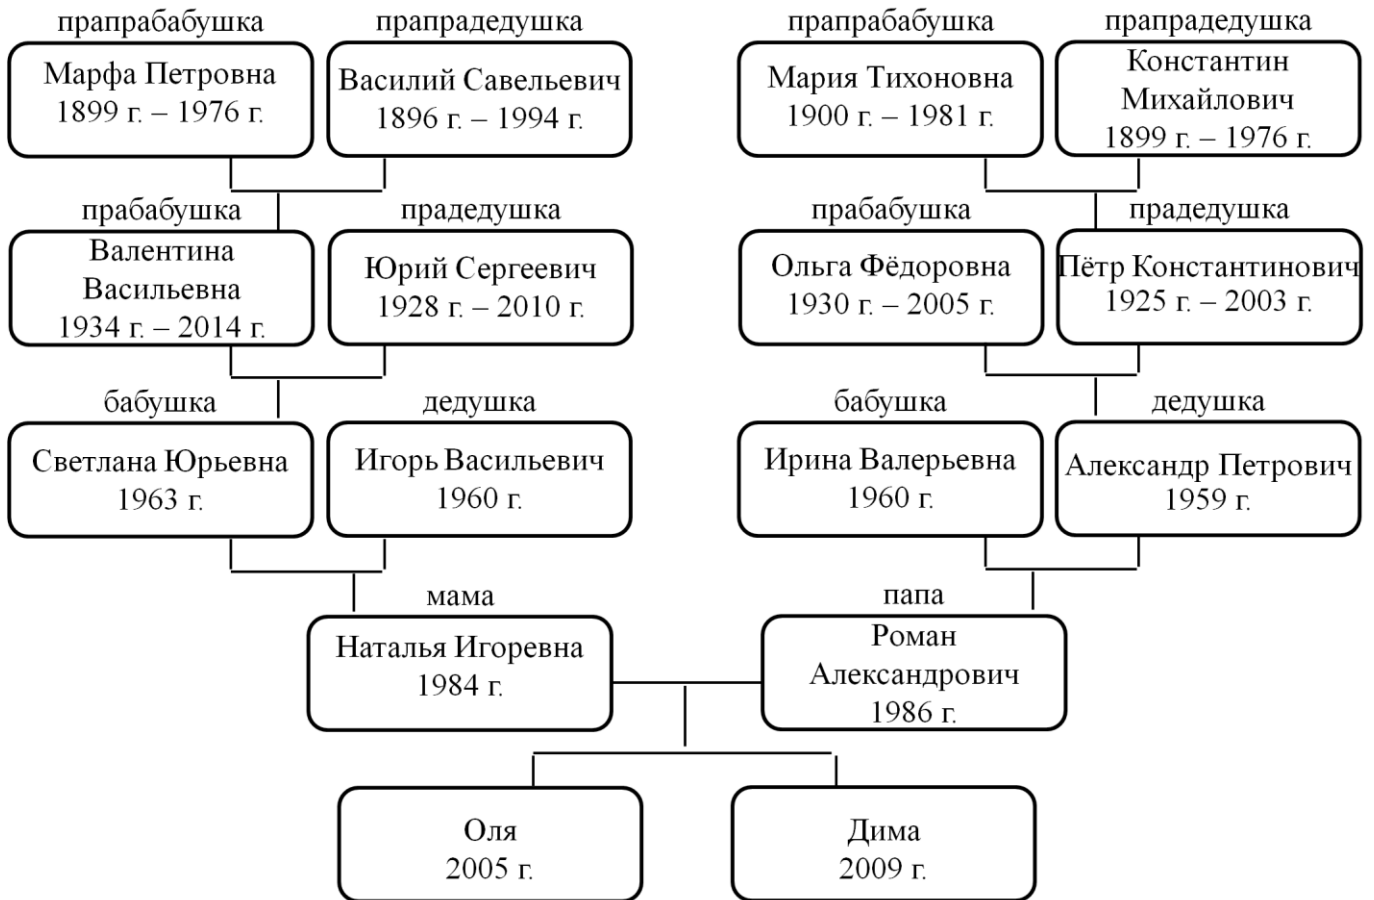 прапрабабушка
Марфа Петровна
1899 г. – 1976 г.
прапрадедушка
Василий Савельевич
1896 г. – 1994 г.
прапрабабушка
Мария Тихоновна
1900 г. – 1981 г.
прапрадедушка
Константин
Михайлович
1899 г. – 1976 г.
прабабушка
Валентина
Васильевна
1934 г. – 2014 г.
прадедушка
Юрий Сергеевич
1928 г. – 2010 г.
прабабушка
Ольга Фёдоровна
1930 г. – 2005 г.
прадедушка
Пётр Константинович
1925 г. – 2003 г.
бабушка
Светлана Юрьевна
1963 г.
дедушка
Игорь Васильевич
1960 г.
бабушка
Ирина Валерьевна
1960 г.
дедушка
Александр Петрович
1959 г.
мама
Наталья Игоревна
1984 г.
папа
Роман
Александрович
1986 г.
Оля
2005 г.
Дима
2009 г.